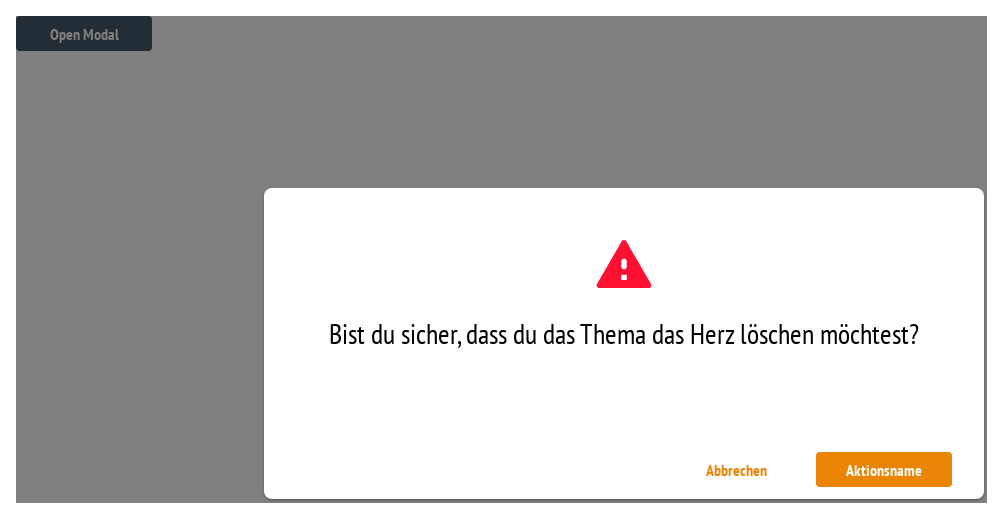 Open Modal
Bist du sicher, dass du das Thema das Herz löschen möchtest?
Abbrechen
Aktionsname